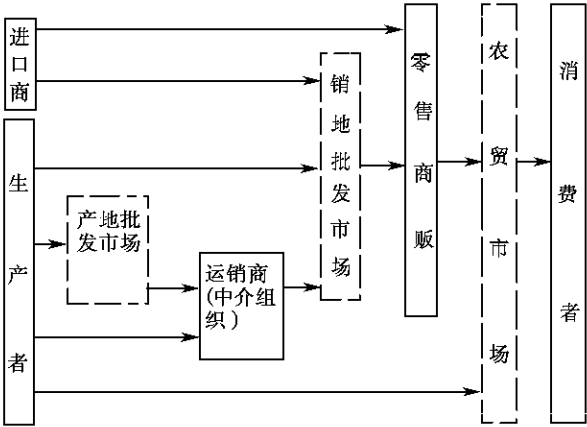 进口商
生产者
产地批
发市场
运销商
(中介组
织)
销地批发市场
零售商贩
农贸市场
消费者